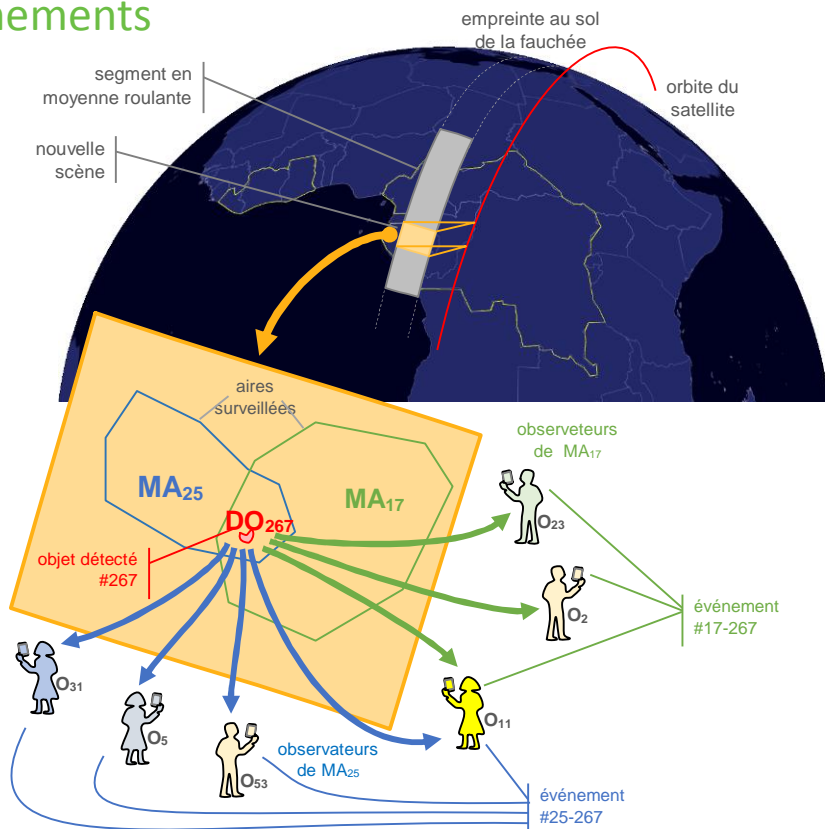 nements
empreinte au sol
de la fauchée
segment en
moyenne roulante
orbite du
satellite
nouvelle
scène
aires
surveillées
observeteurs
de MA17
MA25
MA17
DO267
O23
objet détecté
#267
O2
événement
#17-267
O31
O5
O11
O53
observateurs
de MA25
événement
#25-267